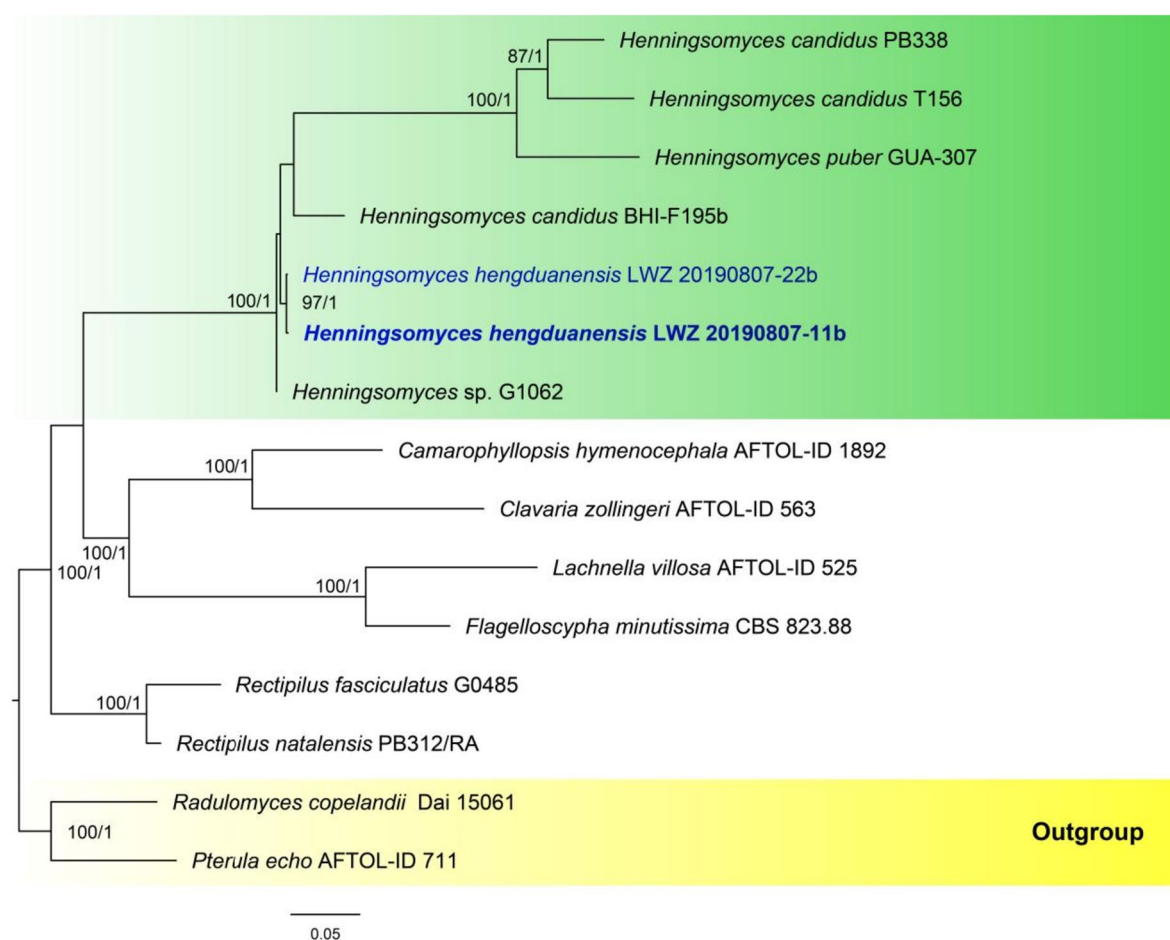 Henningsomyces candidus PB338
87/1
100/1
Henningsomyces candidus T156
Henningsomyces puber GUA-307
Henningsomyces candidus BHI-F195b
Henningsomyces hengduanensis LWZ 20190807-22b
100/1
97/1
Henningsomyces hengduanensis LWZ 20190807-11b
Henningsomyces sp. G1062
Camarophyllopsis hymenocephala AFTOL-ID 1892
100/1
Clavaria zollingeri AFTOL-ID 563
100/1
100/1
Lachnella villosa AFTOL-ID 525
100/1
Flagelloscypha minutissima CBS 823.88
Rectipilus fasciculatus G0485
100/1
Rectipilus natalensis PB312/RA
Radulomyces copelandii Dai 15061
100/1
Outgroup
Pterula echo AFTOL-ID 711
0.05